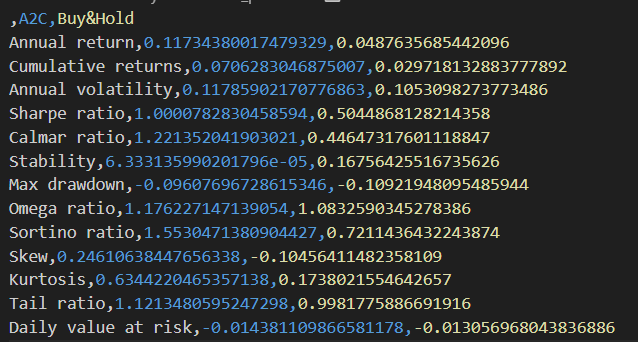 ,A2C,Buy&Hold
Annual return,0.11734380017479329,0.0487635685442096
Cumulative returns,0.0706283046875007,0.029718132883777892
Annual volatility,0.11785902170776863,0.1053098273773486
Sharpe ratio,1.0000782830458594,0.5044868128214358
Calmar ratio,1.221352041903021,0.44647317601118847
Stability,6.333135990201796e-05,0.16756425516735626
Max drawdown,-0.09607696728615346,-0.10921948095485944
Omega ratio,1.176227147139054,1.0832590345278386
Sortino ratio,1.5530471380904427,0.7211436432243874
Skew,0.24610638447656338,-0.10456411482358109
Kurtosis,0.6344220465357138,0.1738021554642657
Tail ratio,1.1213480595247298,0.9981775886691916
Daily value at risk,-0.014381109866581178,-0.013056968043836886